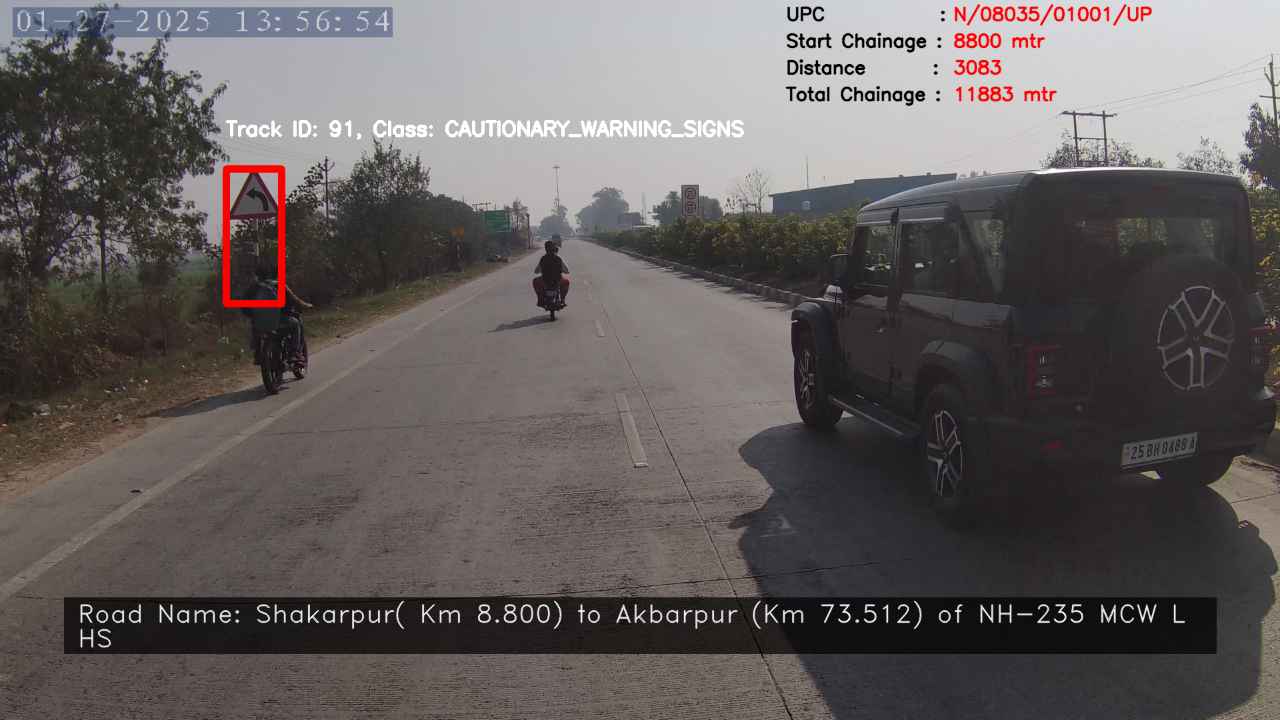 01-27-2025 13:56:54
UPC : N/08035/01001/UP
Start Chainage : 8800 mtr
Distance : 3083
Total Chainage : 11883 mtr
Track ID: 91, Class: CAUTIONARY_WARNING_SIGNS
25BH0488A
Road Name: Shakarpur( Km 8.800) to Akbarpur (Km 73.512) of NH-235 MCW L
HS